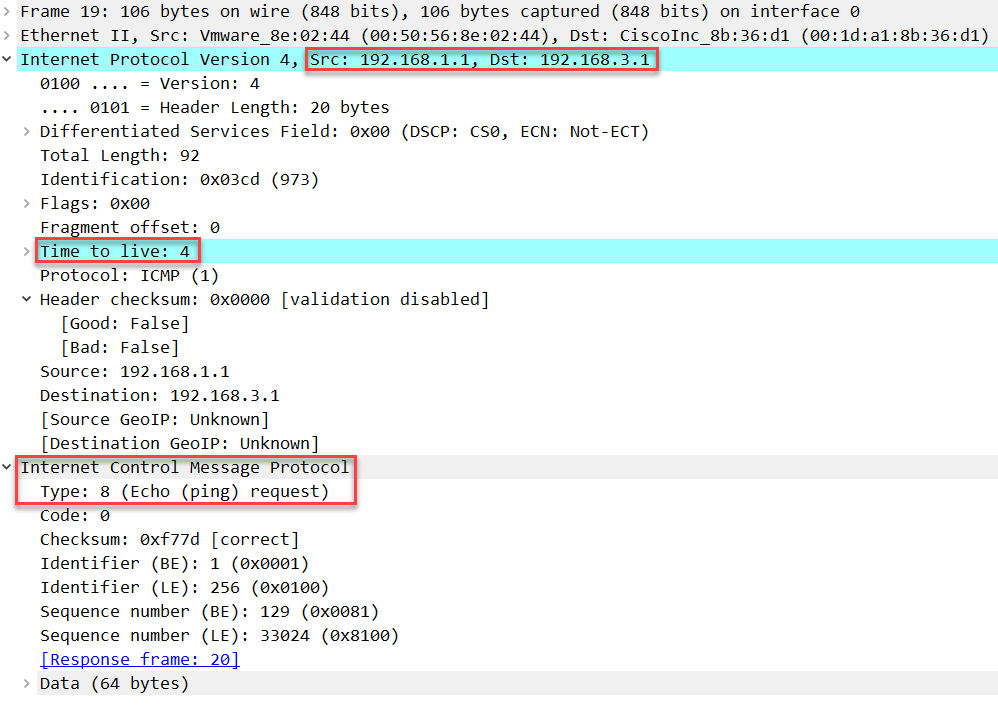 Frame 19: 106 bytes on wire (848 bits), 106 bytes captured (848 bits) on interface 0
Ethernet II, Src: Vmware_8e:02:44 (00:50:56:8e:02:44), Dst: CiscoInc_8b:36:d1 (00:1d:a1:8b:36:d1)
Internet Protocol Version 4, Src: 192.168.1.1, Dst: 192.168.3.1
0100 .... = Version: 4
.... 0101 = Header Length: 20 bytes
Differentiated Services Field: 0x00 (DSCP: CS0, ECN: Not-ECT)
Total Length: 92
Identification: 0x03cd (973)
Flags: 0x00
Fragment offset: 0
Time to live: 4
Protocol: ICMP (1)
Header checksum: 0x0000 [validation disabled]
[Good: False]
[Bad: False]
Source: 192.168.1.1
Destination: 192.168.3.1
[Source GeoIP: Unknown]
[Destination GeoIP: Unknown]
Internet Control Message Protocol
Type: 8 (Echo (ping) request)
Code: 0
Checksum: 0xf77d [correct]
Identifier (BE): 1 (0x0001)
Identifier (LE): 256 (0x0100)
Sequence number (BE): 129 (0x0081)
Sequence number (LE): 33024 (0x8100)
[Response frame: 20]
Data (64 bytes)